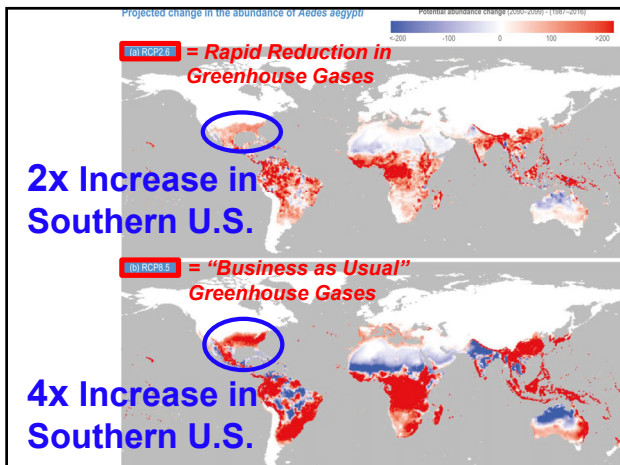 Projected change in the abundance of Aedes aegypti
Potential abundance change (2090–2099) - (1987–2016)
<-200 -100 0 100 >200
(a) RCP2.6 = Rapid Reduction in
Greenhouse Gases
2x Increase in
Southern U.S.
(b) RCP8.5 = “Business as Usual”
Greenhouse Gases
4x Increase in
Southern U.S.